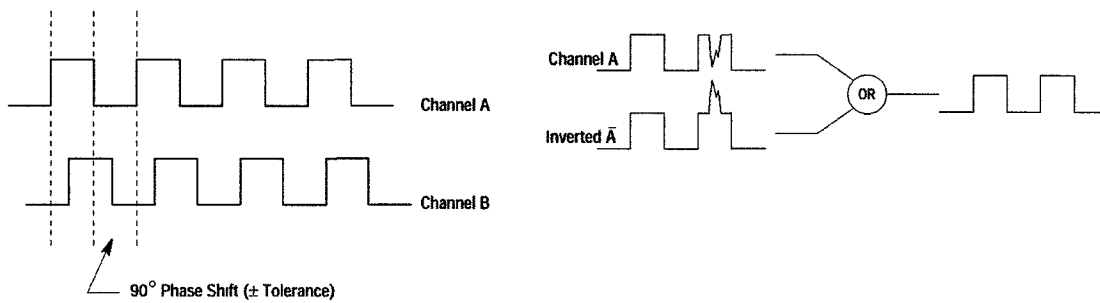 Channel A
Channel B
90° Phase Shift (± Tolerance)
Channel A
Inverted Ā
OR